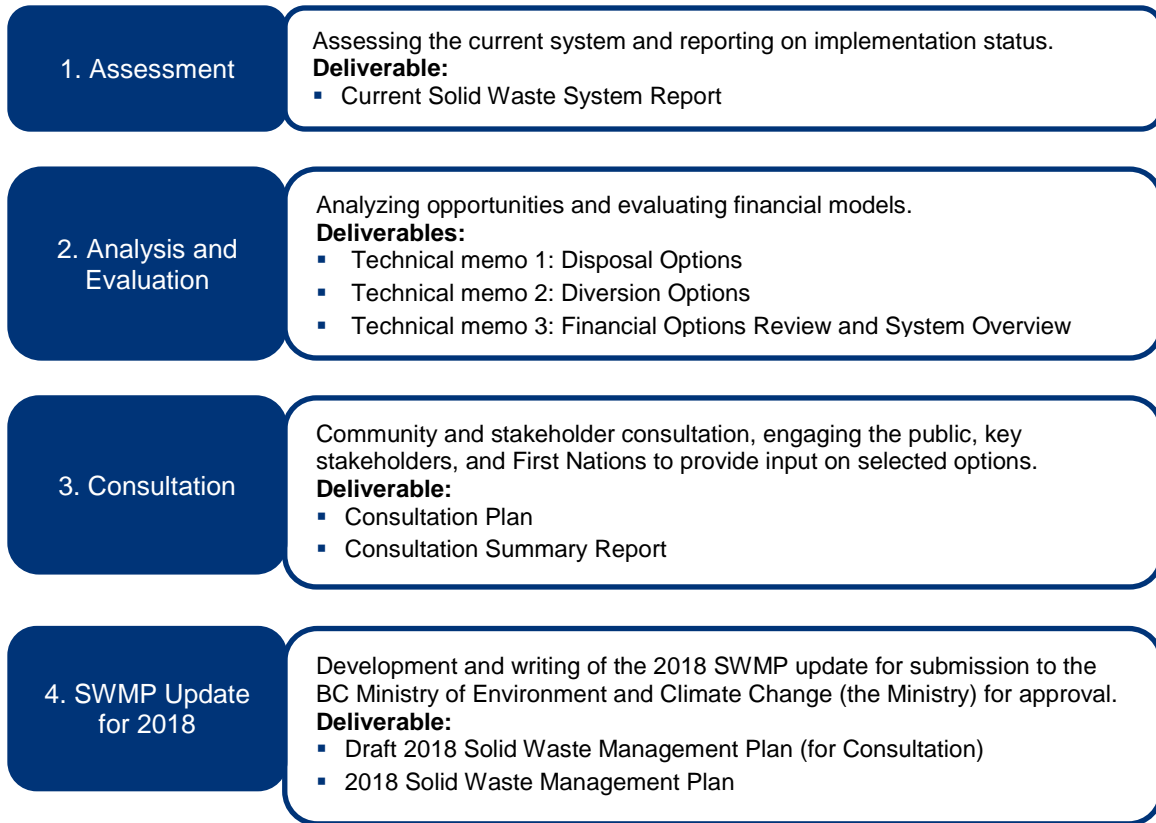 1. Assessment
Assessing the current system and reporting on implementation status.
Deliverable:
▪ Current Solid Waste System Report
2. Analysis and
Evaluation
Analyzing opportunities and evaluating financial models.
Deliverables:
▪ Technical memo 1: Disposal Options
▪ Technical memo 2: Diversion Options
▪ Technical memo 3: Financial Options Review and System Overview
3. Consultation
Community and stakeholder consultation, engaging the public, key
stakeholders, and First Nations to provide input on selected options.
Deliverable:
▪ Consultation Plan
▪ Consultation Summary Report
4. SWMP Update
for 2018
Development and writing of the 2018 SWMP update for submission to the
BC Ministry of Environment and Climate Change (the Ministry) for approval.
Deliverable:
▪ Draft 2018 Solid Waste Management Plan (for Consultation)
▪ 2018 Solid Waste Management Plan